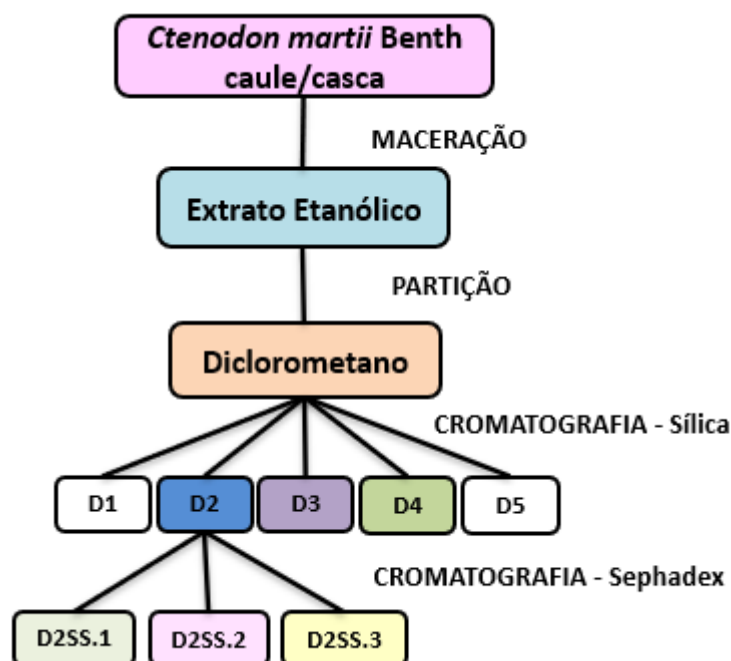 Ctenodon martii Benth
caule/casca
MACERAÇÃO
Extrato Etanólico
PARTIÇÃO
Diclorometano
CROMATOGRAFIA - Sílica
D1 D2 D3 D4 D5
CROMATOGRAFIA - Sephadex
D2SS.1 D2SS.2 D2SS.3